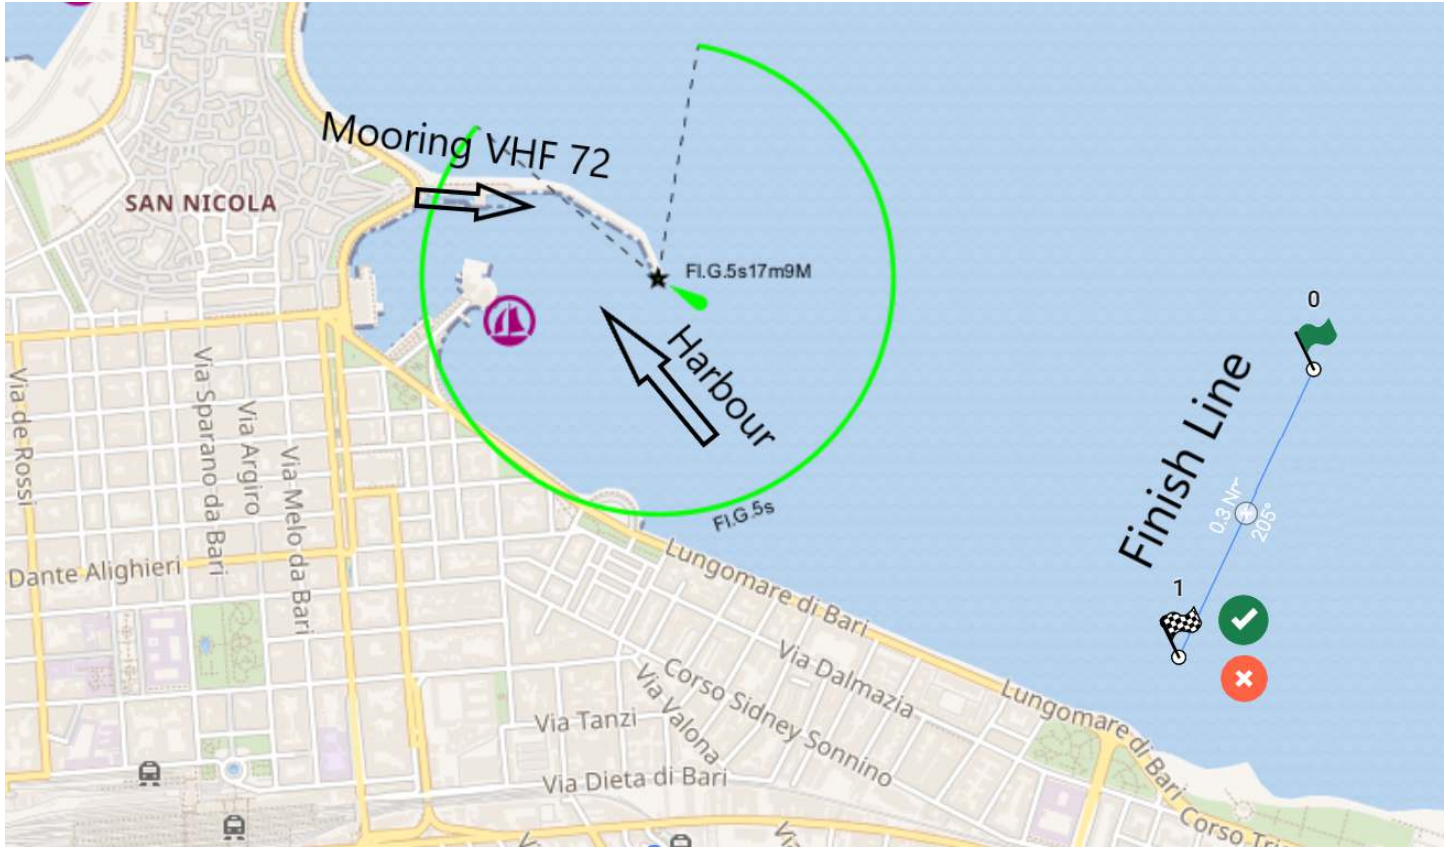 Mooring VHF 72
SAN NICOLA
Fl.G.5s17m9M
Harbour
0
Finish Line
0.3 Nm
205°
1
Fl.G.5s
Via de Rossi
Via Sparano da Bari
Via Argiro
Via Melo da Bari
Dante Alighieri
Lungomare di Bari
Via Dalmazia
Corso Sidney Sonnino
Via Valona
Via Tanzi
Via Dieta di Bari
Lungomare di Bari